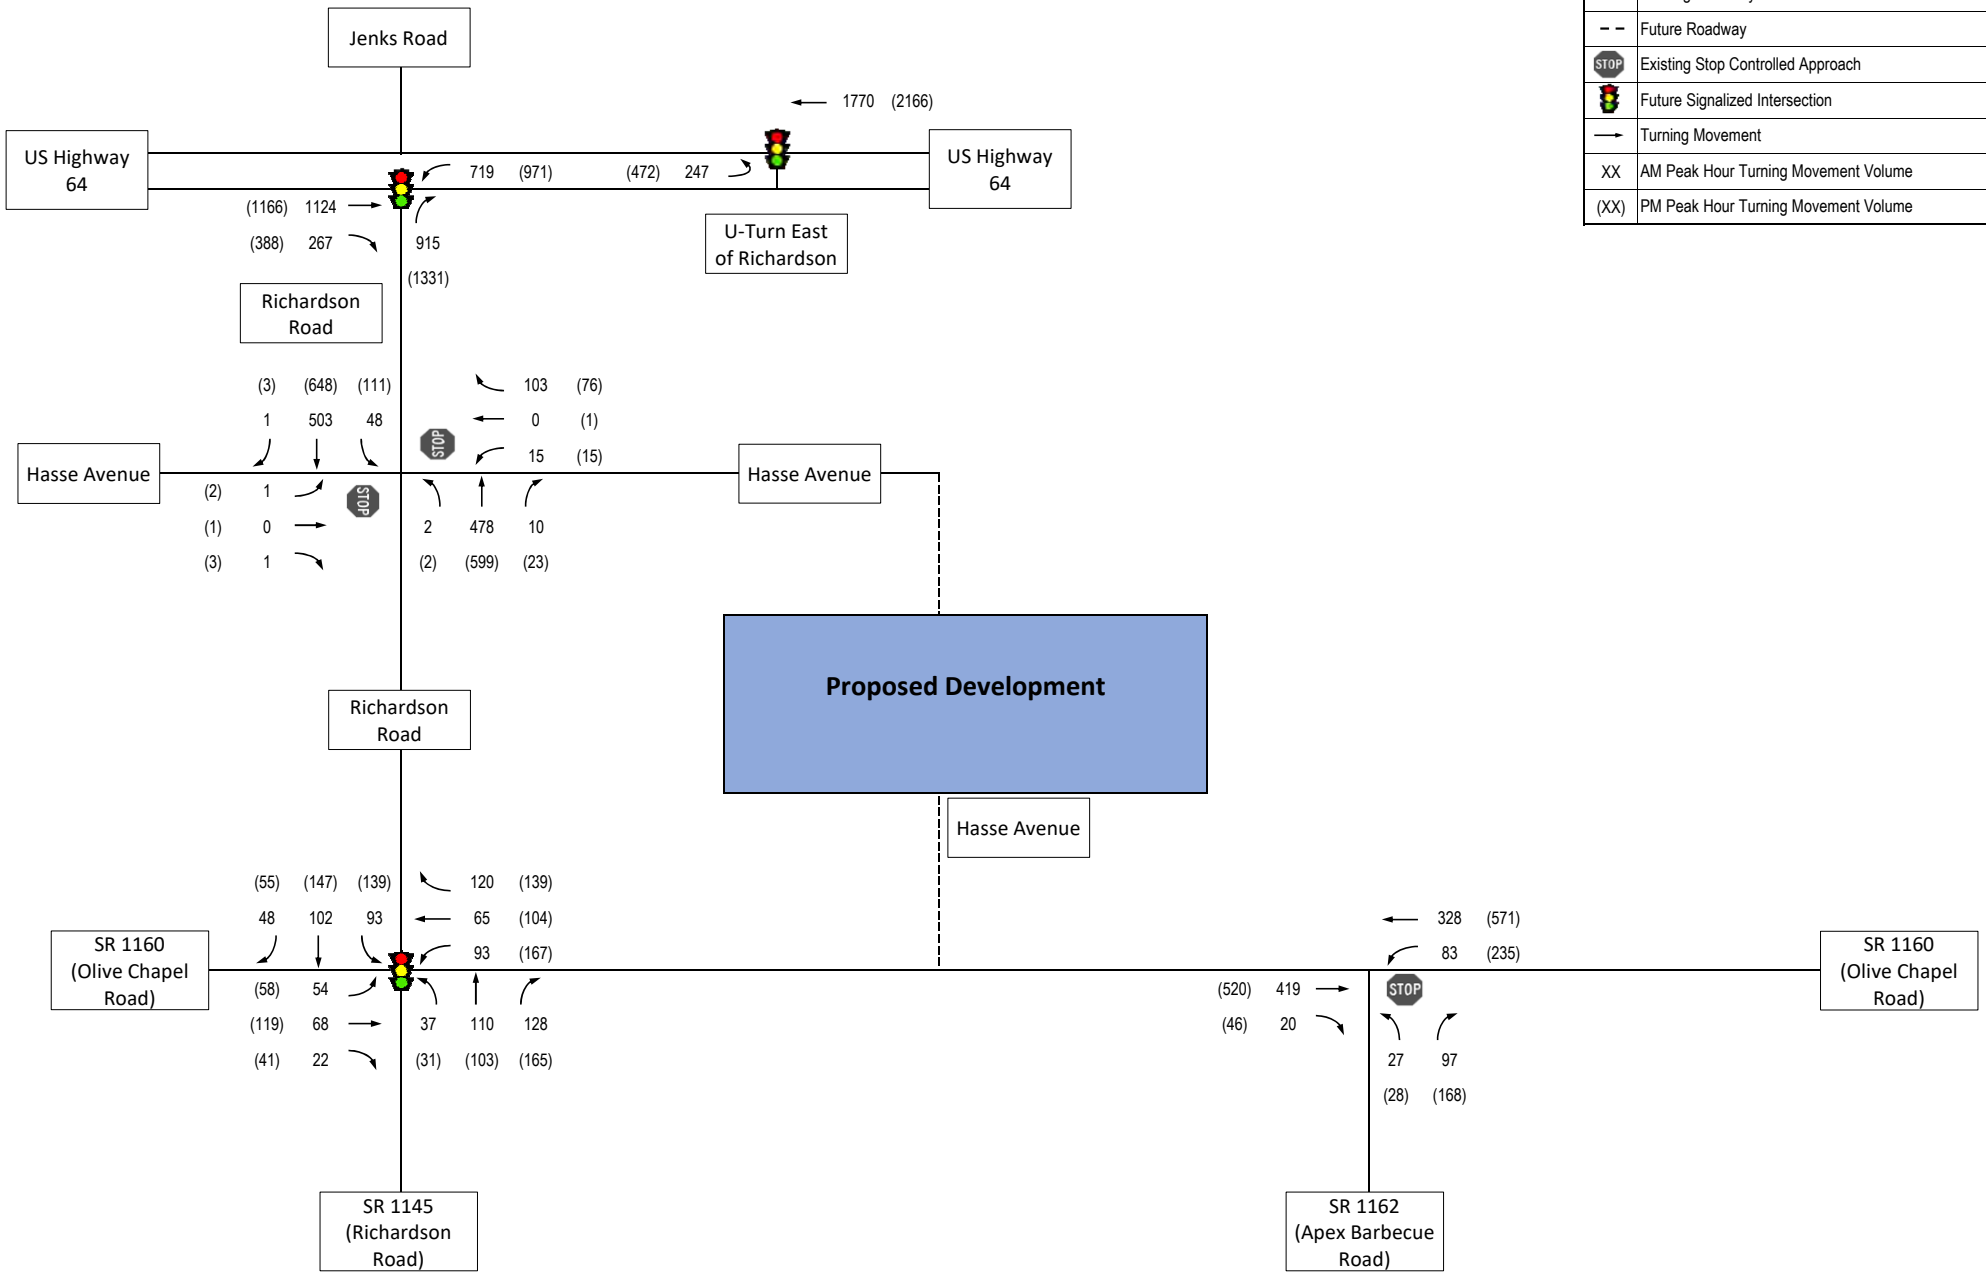 Jenks Road
-- Future Roadway
STOP Existing Stop Controlled Approach
Future Signalized Intersection
Turning Movement
XX AM Peak Hour Turning Movement Volume
(XX) PM Peak Hour Turning Movement Volume
1770 (2166)
US Highway
64
US Highway
64
719 (971) (472) 247
(1166) 1124
(388) 267
915
(1331)
U-Turn East
of Richardson
Richardson
Road
(3) (648) (111)
1 503 48
103 (76)
0 (1)
15 (15)
STOP
Hasse Avenue
Hasse Avenue
(2) 1
(1) 0
(3) 1
STOP
2 478 10
(2) (599) (23)
Proposed Development
Richardson
Road
Hasse Avenue
(55) (147) (139)
48 102 93
120 (139)
65 (104)
93 (167)
SR 1160
(Olive Chapel
Road)
(58) 54
(119) 68
(41) 22
37 110 128
(31) (103) (165)
328 (571)
83 (235)
(520) 419
(46) 20
STOP
27 97
(28) (168)
SR 1160
(Olive Chapel
Road)
SR 1145
(Richardson
Road)
SR 1162
(Apex Barbecue
Road)